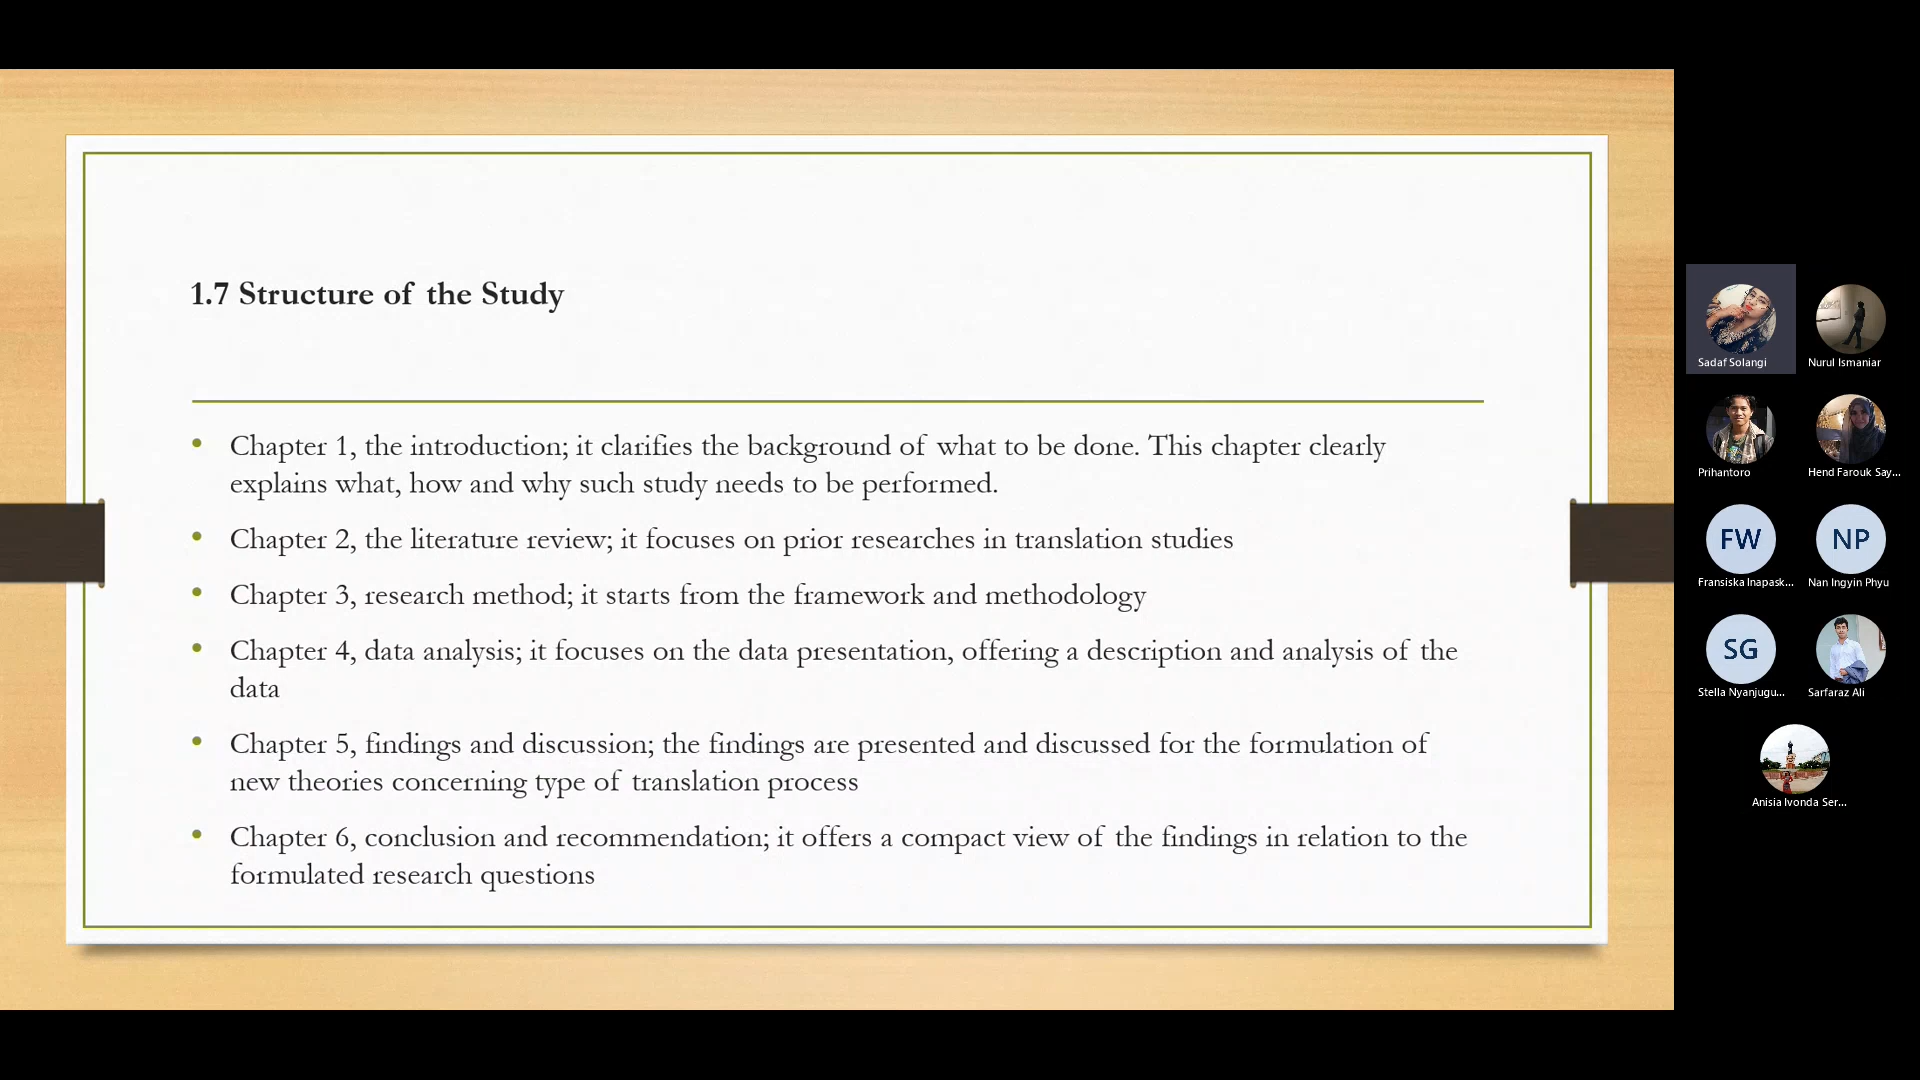 1.7 Structure of the Study
• Chapter 1, the introduction; it clarifies the background of what to be done. This chapter clearly
explains what, how and why such study needs to be performed.
• Chapter 2, the literature review; it focuses on prior researches in translation studies
• Chapter 3, research method; it starts from the framework and methodology
• Chapter 4, data analysis; it focuses on the data presentation, offering a description and analysis of the
data
• Chapter 5, findings and discussion; the findings are presented and discussed for the formulation of
new theories concerning type of translation process
• Chapter 6, conclusion and recommendation; it offers a compact view of the findings in relation to the
formulated research questions
Sadaf Solangi
Nurul Ismaniar
Prihantoro
Hend Farouk Say...
FW
NP
Fransiska Inapask...
Nan Ingyin Phyu
SG
Stella Nyanjugu...
Sarfaraz Ali
Anisia Ivonda Ser...